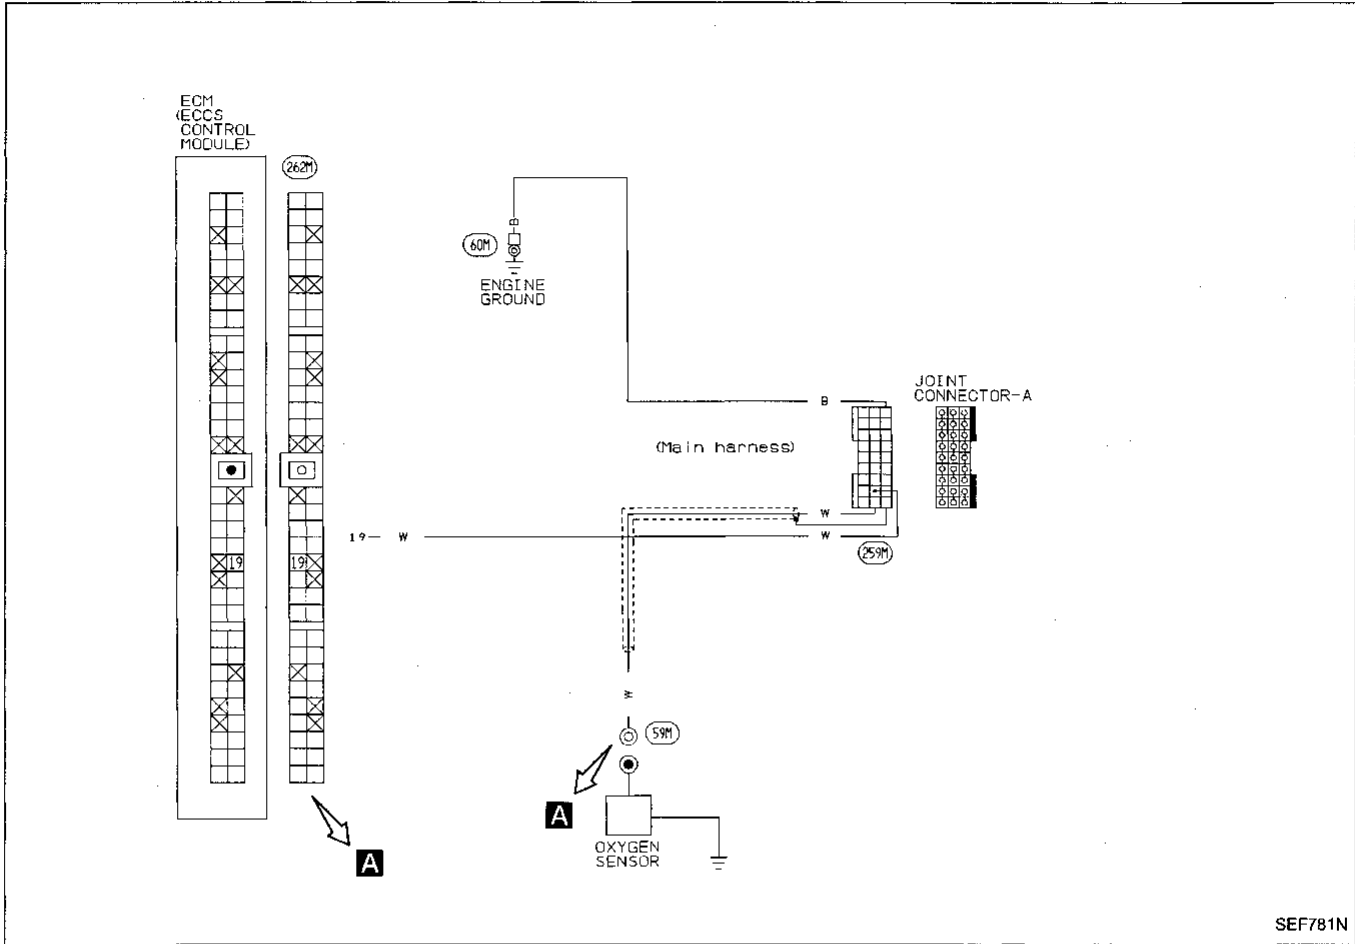 ECM
(ECCS
CONTROL
MODULE)
262M
B
60M
ENGINE
GROUND
JOINT
CONNECTOR-A
B
(Main harness)
W
19— W
W
259M
19
19
W
59M
A
OXYGEN
SENSOR
A
SEF781N